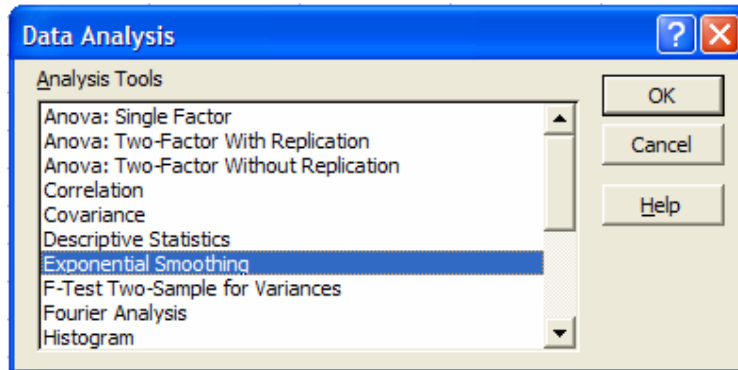 Data Analysis
Analysis Tools
Anova: Single Factor
Anova: Two-Factor With Replication
Anova: Two-Factor Without Replication
Correlation
Covariance
Descriptive Statistics
Exponential Smoothing
F-Test Two-Sample for Variances
Fourier Analysis
Histogram
OK
Cancel
Help